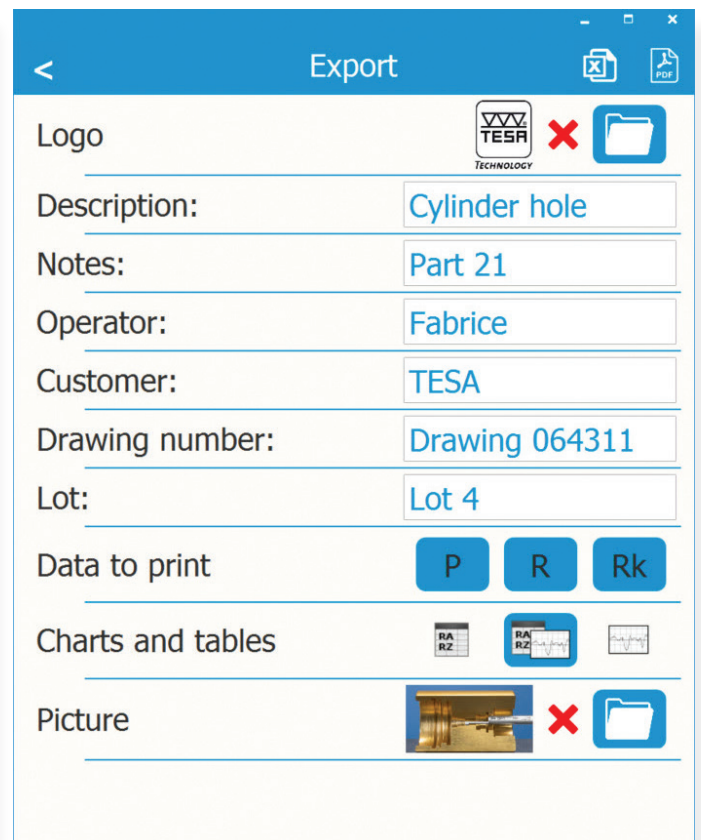 < Export X PDF
Logo TESA TECHNOLOGY
Description: Cylinder hole
Notes: Part 21
Operator: Fabrice
Customer: TESA
Drawing number: Drawing 064311
Lot: Lot 4
Data to print P R Rk
Charts and tables RA RZ RA RZ
Picture